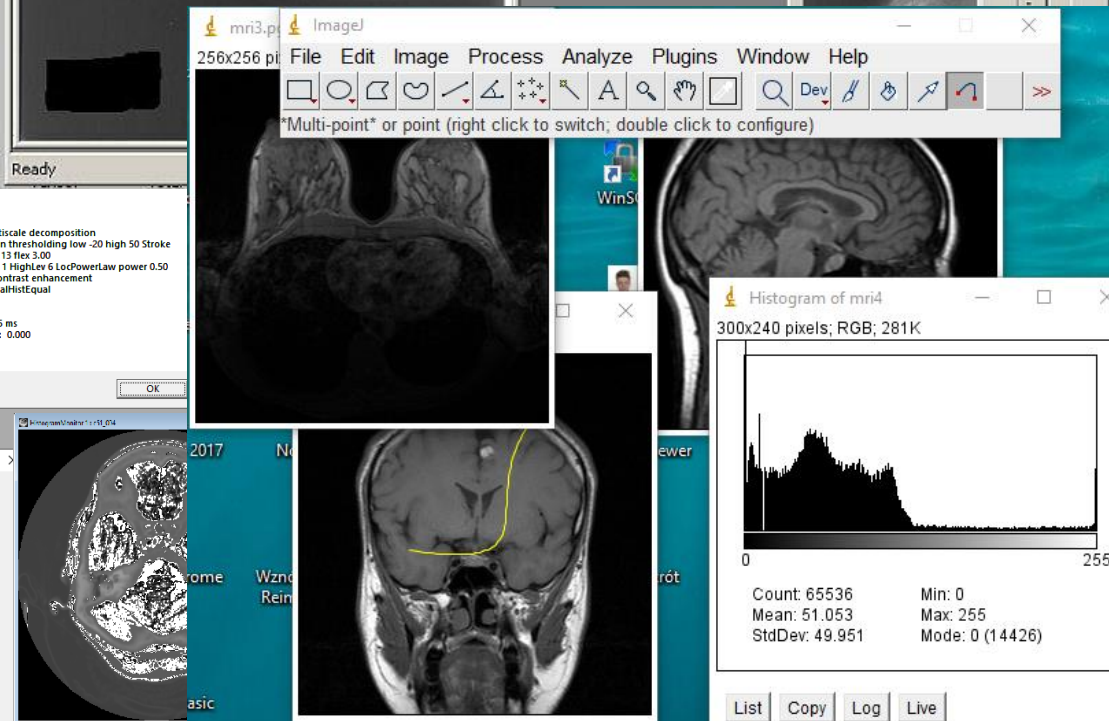 mri3.p
ImageJ
256x256 pi
File Edit Image Process Analyze Plugins Window Help
A Dev >>
*Multi-point* or point (right click to switch; double click to configure)
Ready
WinSC
tiscale decomposition
n thresholding low -20 high 50 Stroke
13 flex 3.00
1 HighLev 6 LocPowerLaw power 0.50
ontrast enhancement
alHistEqual
ms
: 0.000
OK
Histogram of mri4
300x240 pixels; RGB; 281K
0 255
Count: 65536 Min: 0
Mean: 51.053 Max: 255
StdDev: 49.951 Mode: 0 (14426)
List Copy Log Live
2017
ewer
rome
Wzno
Rein
rót
asic